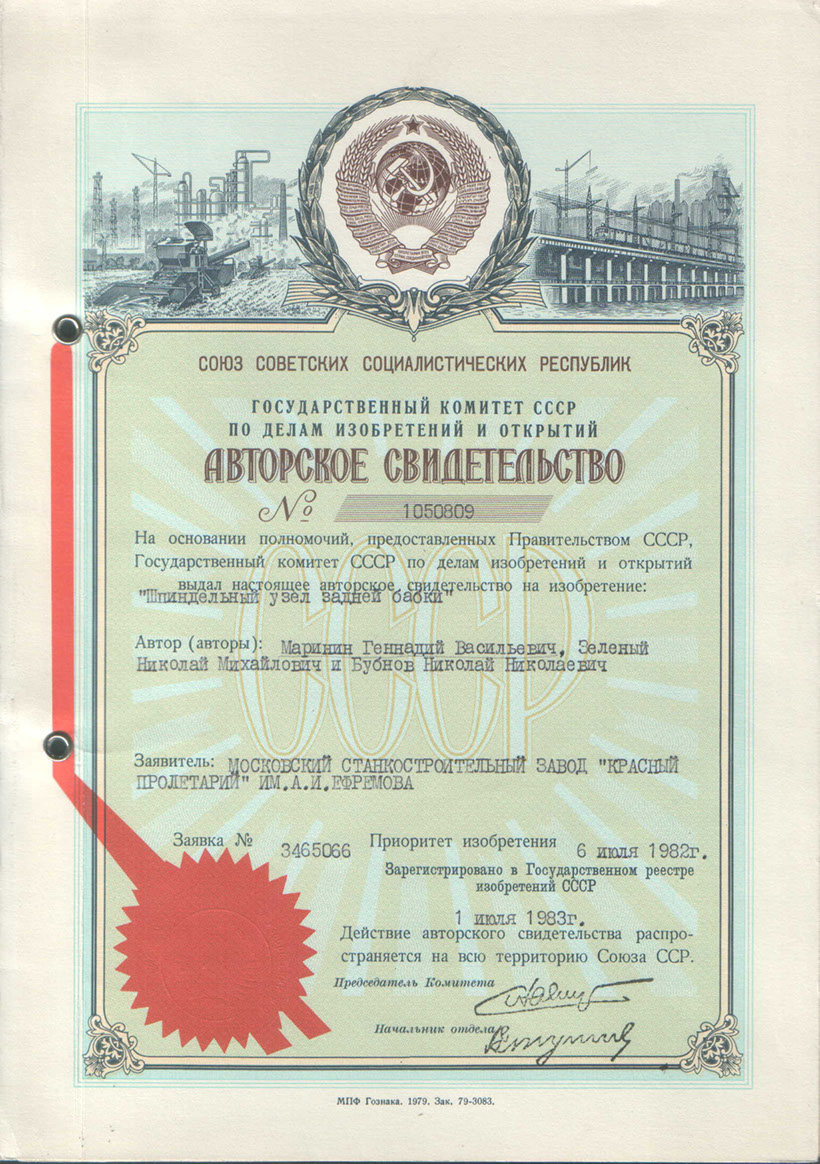 СОЮЗ СОВЕТСКИХ СОЦИАЛИСТИЧЕСКИХ РЕСПУБЛИК
ГОСУДАРСТВЕННЫЙ КОМИТЕТ СССР
ПО ДЕЛАМ ИЗОБРЕТЕНИЙ И ОТКРЫТИЙ
АВТОРСКОЕ СВИДЕТЕЛЬСТВО
№ 1050809
На основании полномочий, предоставленных Правительством СССР,
Государственный комитет СССР по делам изобретений и открытий
выдал настоящее авторское свидетельство на изобретение:
"Шпиндельный узел задней бабки"
СССР
Автор (авторы): Маринин Геннадий Васильевич, Зеленый
Николай Михайлович и Бубнов Николай Николаевич
Заявитель: МОСКОВСКИЙ СТАНКОСТРОИТЕЛЬНЫЙ ЗАВОД "КРАСНЫЙ
ПРОЛЕТАРИЙ" ИМ.А.И.ЕФРЕМОВА
Заявка № 3465066 Приоритет изобретения 6 июля 1982г.
Зарегистрировано в Государственном реестре
изобретений СССР
1 июля 1983г.
Действие авторского свидетельства распро-
страняется на всю территорию Союза ССР.
Председатель Комитета
Начальник отдела
МПФ Гознака. 1979. Зак. 79-3083.